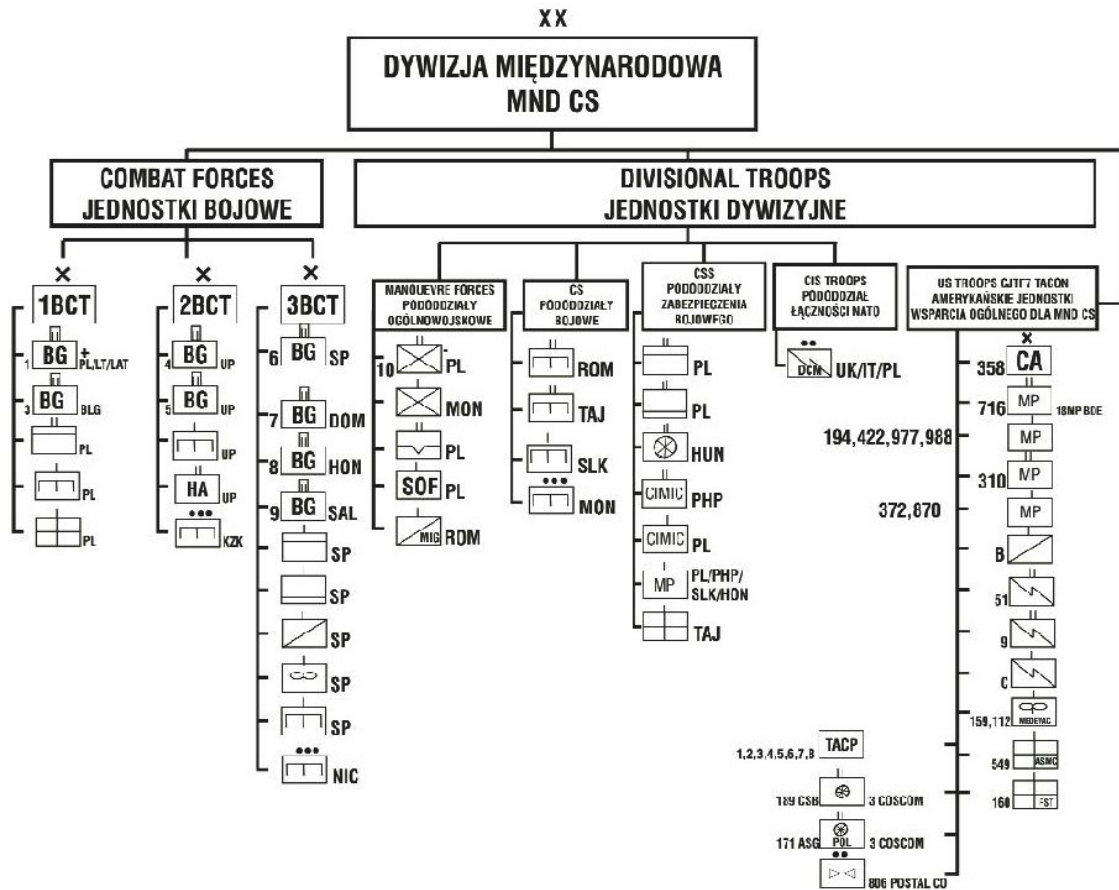 XX
DYWIZJA MIĘDZYNARODOWA
MND CS
COMBAT FORCES
JEDNOSTKI BOJOWE
DIVISIONAL TROOPS
JEDNOSTKI DYWIZYJNE
X
1BCT
1 BG + PL/LT/LAT
3 BG BLG
PL
PL
PL
X
2BCT
4 BG UP
5 BG UP
UP
HA UP
KZK
X
3BCT
6 BG SP
7 BG DOM
8 BG HON
9 BG SAL
SP
SP
SP
SP
SP
NIC
MANOUEVRE FORCES
PODODDZIAŁY
OGÓLNOWOJSKOWE
10 - PL
MON
PL
SOF PL
MIG ROM
CS
PODODDZIAŁY
BOJOWE
ROM
TAJ
SLK
MON
CSS
PODODDZIAŁY
ZABEZPIECZENIA
BOJOWEGO
PL
PL
HUN
CIMIC PHP
CIMIC PL
MP PL/PHP/
SLK/HON
TAJ
CIS TROOPS
PODODDZIAŁ
ŁĄCZNOŚCI NATO
DCM UK/IT/PL
US TROOPS CJTF7 TACON
AMERYKAŃSKIE JEDNOSTKI
WSPARCIA OGÓLNEGO DLA MND CS
X
358 CA
716 MP 18MP BDE
194,422,977,988 MP
310 MP
372,870 MP
B
51
9
C
159,112 MEDEVAC
549 ASMC
160 FST
1,2,3,4,5,6,7,8 TACP
189 CSB 3 COSCOM
171 ASG POL 3 COSCOM
806 POSTAL CO